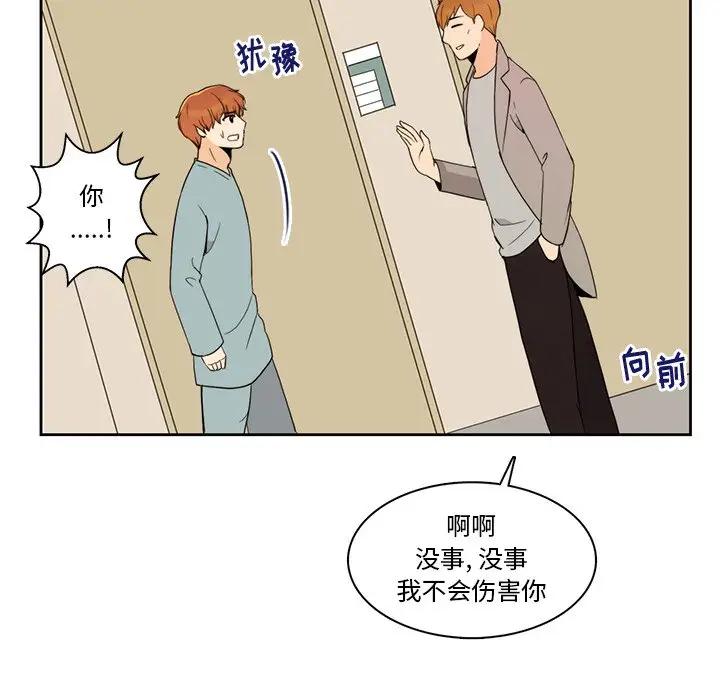 犹豫
你
.....!
向前
啊啊
没事, 没事
我不会伤害你